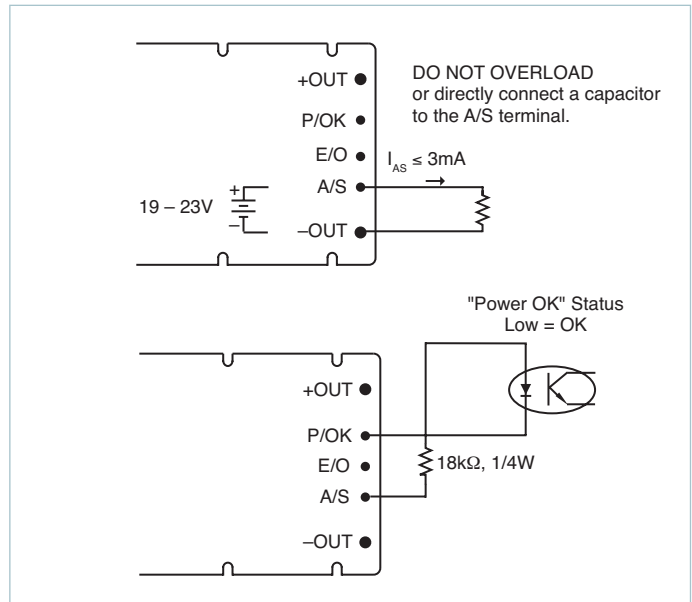 +OUT
P/OK
E/O
A/S
–OUT
DO NOT OVERLOAD
or directly connect a capacitor
to the A/S terminal.
I_AS ≤ 3mA
19 – 23V
+
–
"Power OK" Status
Low = OK
+OUT
P/OK
E/O
A/S
–OUT
18kΩ, 1/4W